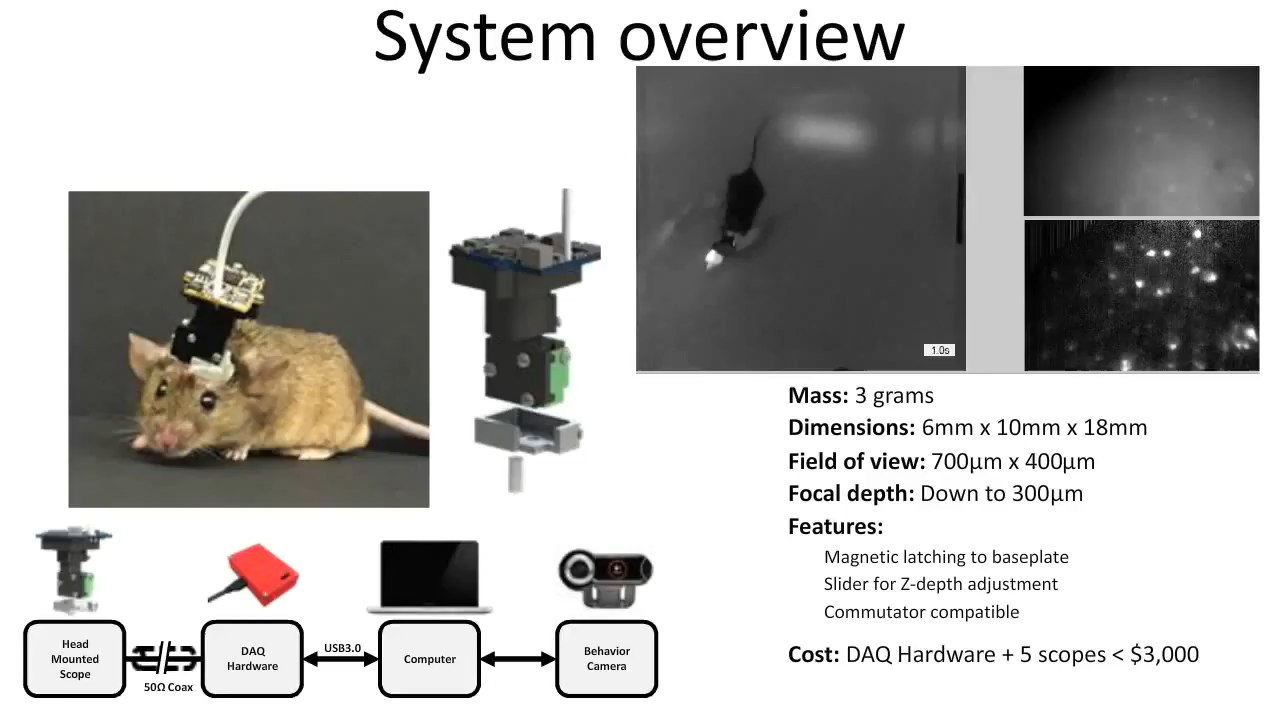 System overview
1.0s
Mass: 3 grams
Dimensions: 6mm x 10mm x 18mm
Field of view: 700µm x 400µm
Focal depth: Down to 300µm
Features:
Magnetic latching to baseplate
Slider for Z-depth adjustment
Commutator compatible
Cost: DAQ Hardware + 5 scopes < $3,000
Head
Mounted
Scope
50Ω Coax
DAQ
Hardware
USB3.0
Computer
Behavior
Camera